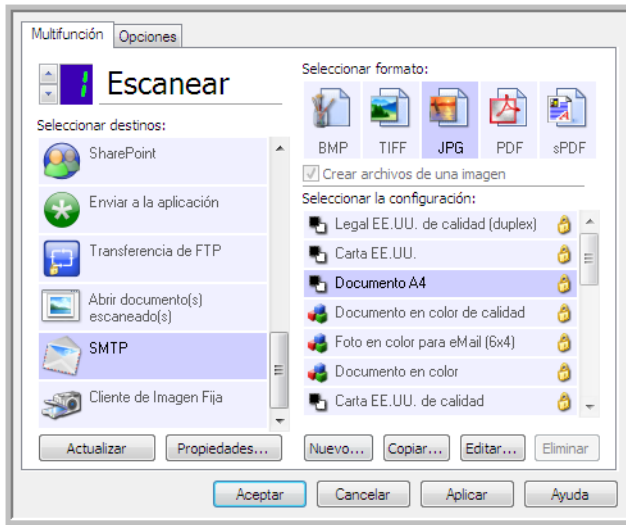 Multifunción
Opciones
1
Escanear
Seleccionar destinos:
SharePoint
Enviar a la aplicación
Transferencia de FTP
Abrir documento(s)
escaneado(s)
SMTP
Cliente de Imagen Fija
Actualizar
Propiedades...
Seleccionar formato:
BMP
TIFF
JPG
PDF
sPDF
Crear archivos de una imagen
Seleccionar la configuración:
Legal EE.UU. de calidad (duplex)
Carta EE.UU.
Documento A4
Documento en color de calidad
Foto en color para eMail (6x4)
Documento en color
Carta EE.UU. de calidad
Nuevo...
Copiar...
Editar...
Eliminar
Aceptar
Cancelar
Aplicar
Ayuda